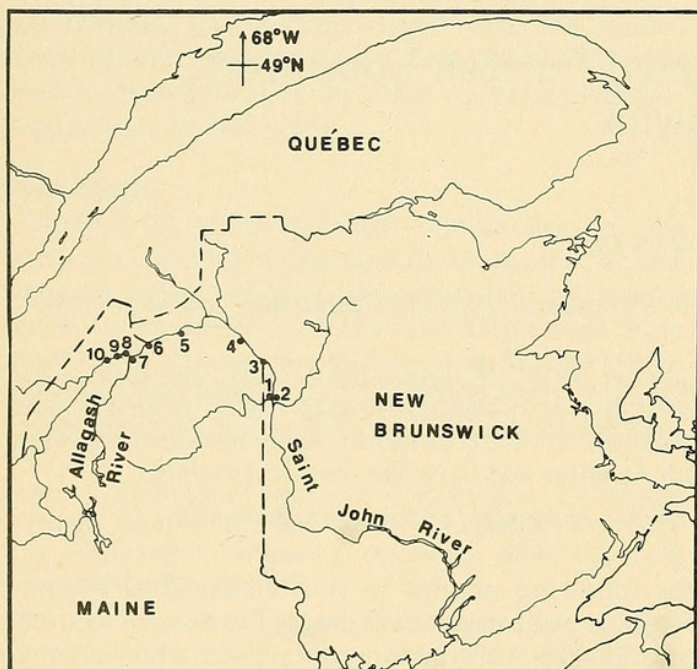 68°W
49°N
QUÉBEC
10 9 8
7
6
5
4
3
1 2
NEW
BRUNSWICK
Allagash
River
Saint
John River
MAINE